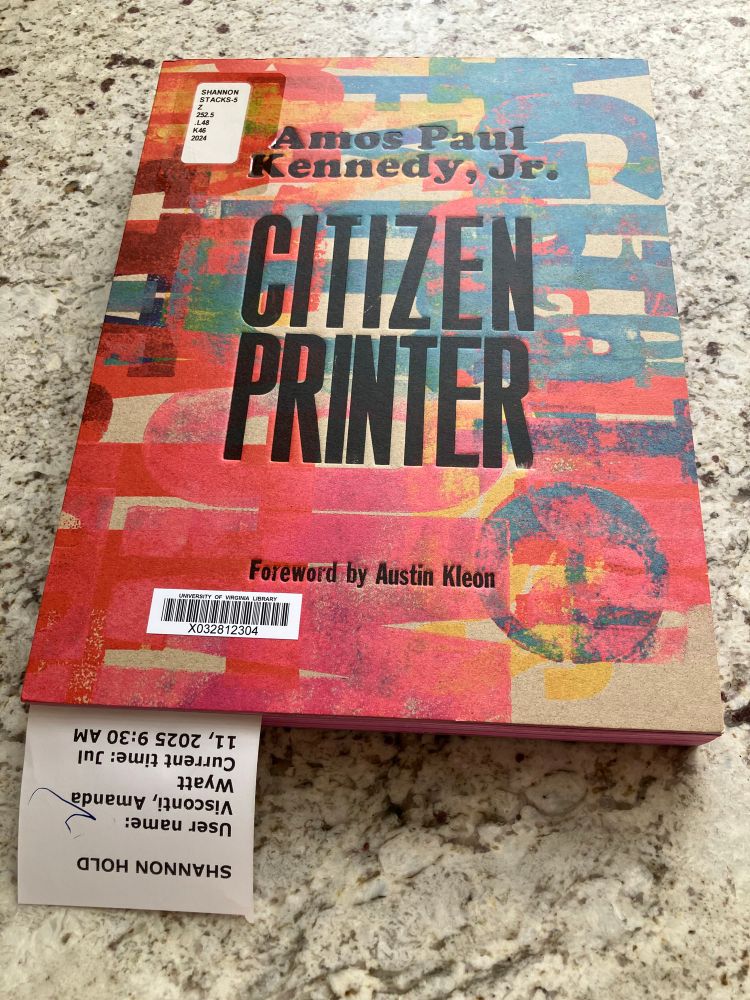 SHANNON
STACKS-5
Z
252.5
.L48
K46
2024
Amos Paul
Kennedy, Jr.
CITIZEN
PRINTER
Foreword by Austin Kleon
UNIVERSITY OF VIRGINIA LIBRARY
X032812304
SHANNON HOLD
User name:
Visconti, Amanda
Wyatt
Current time: Jul
11, 2025 9:30 AM